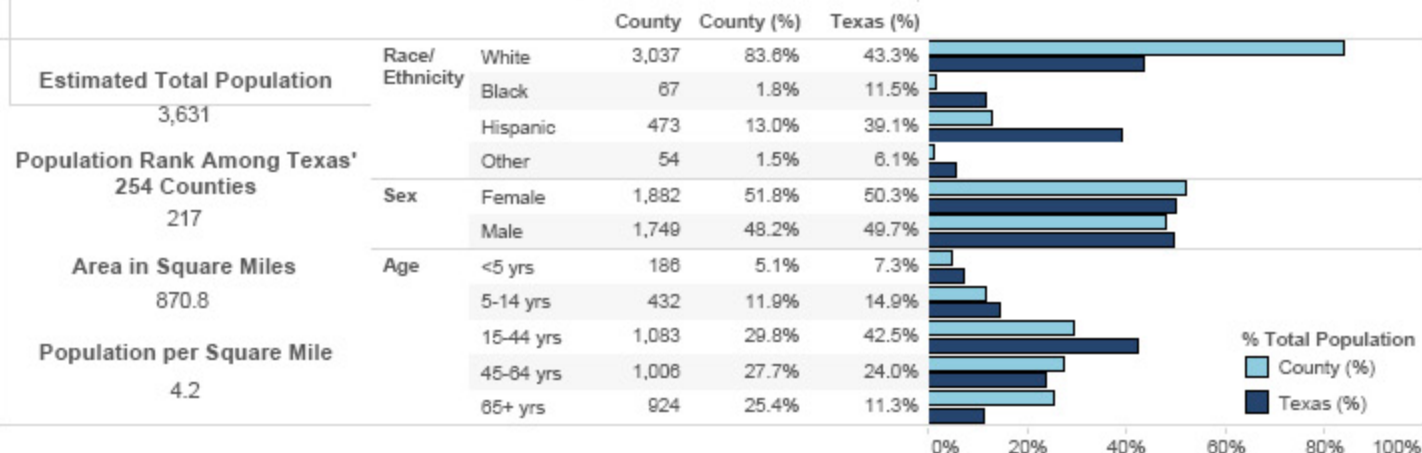 County County (%) Texas (%)
Estimated Total Population
3,631
Population Rank Among Texas'
254 Counties
217
Area in Square Miles
870.8
Population per Square Mile
4.2
Race/
Ethnicity
White 3,037 83.6% 43.3%
Black 67 1.8% 11.5%
Hispanic 473 13.0% 39.1%
Other 54 1.5% 6.1%
Sex
Female 1,882 51.8% 50.3%
Male 1,749 48.2% 49.7%
Age
<5 yrs 186 5.1% 7.3%
5-14 yrs 432 11.9% 14.9%
15-44 yrs 1,083 29.8% 42.5%
45-64 yrs 1,006 27.7% 24.0%
65+ yrs 924 25.4% 11.3%
% Total Population
County (%)
Texas (%)
0% 20% 40% 60% 80% 100%